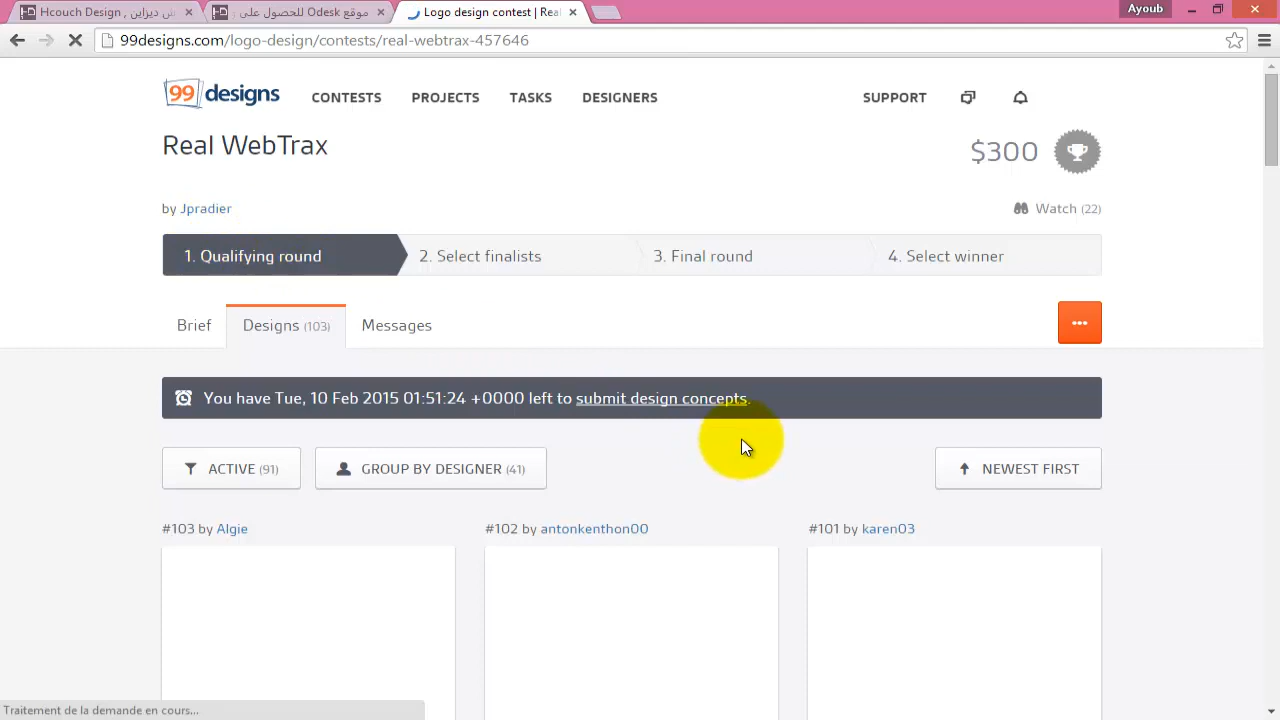 Hcouch Design , ش ديزاين
موقع Odesk للحصول على و
Logo design contest | Real
Ayoub
99designs.com/logo-design/contests/real-webtrax-457646
99designs
CONTESTS PROJECTS TASKS DESIGNERS SUPPORT
Real WebTrax
$300
by Jpradier
Watch (22)
1. Qualifying round 2. Select finalists 3. Final round 4. Select winner
Brief Designs (103) Messages
You have Tue, 10 Feb 2015 01:51:24 +0000 left to submit design concepts.
ACTIVE (91) GROUP BY DESIGNER (41) NEWEST FIRST
#103 by Algie #102 by antonkenthon00 #101 by karen03
Traitement de la demande en cours...